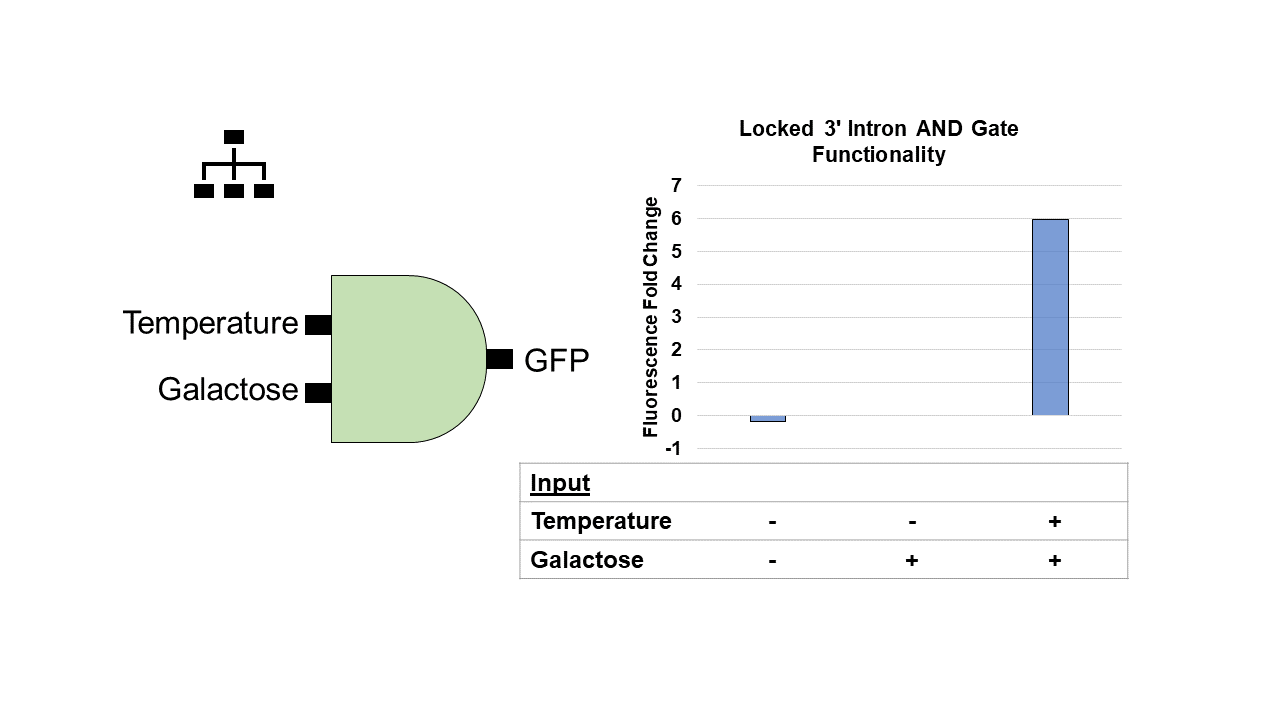 Locked 3' Intron AND Gate
Functionality
Fluorescence Fold Change
7
6
5
4
3
2
1
0
-1
Temperature
Galactose
GFP
Input
Temperature - - +
Galactose - + +